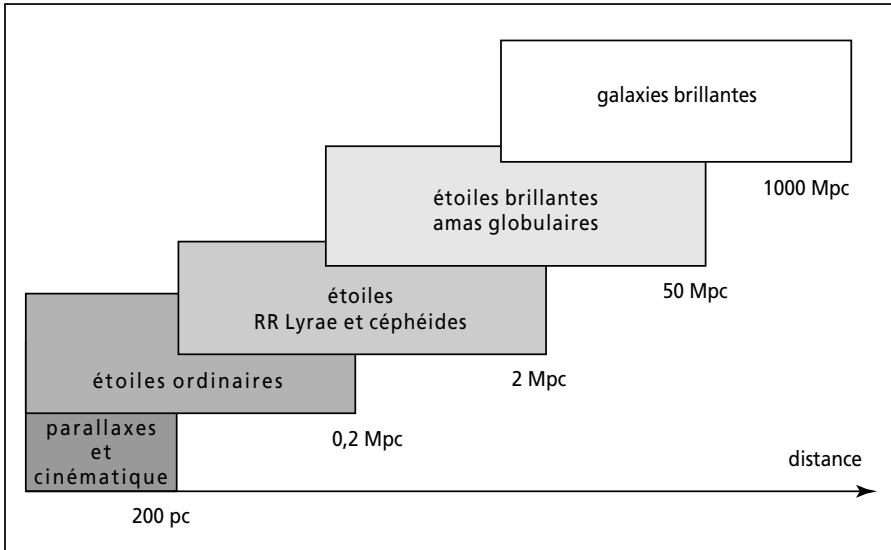 galaxies brillantes
1000 Mpc
étoiles brillantes
amas globulaires
50 Mpc
étoiles
RR Lyrae et céphéides
2 Mpc
étoiles ordinaires
0,2 Mpc
parallaxes
et
cinématique
distance
200 pc